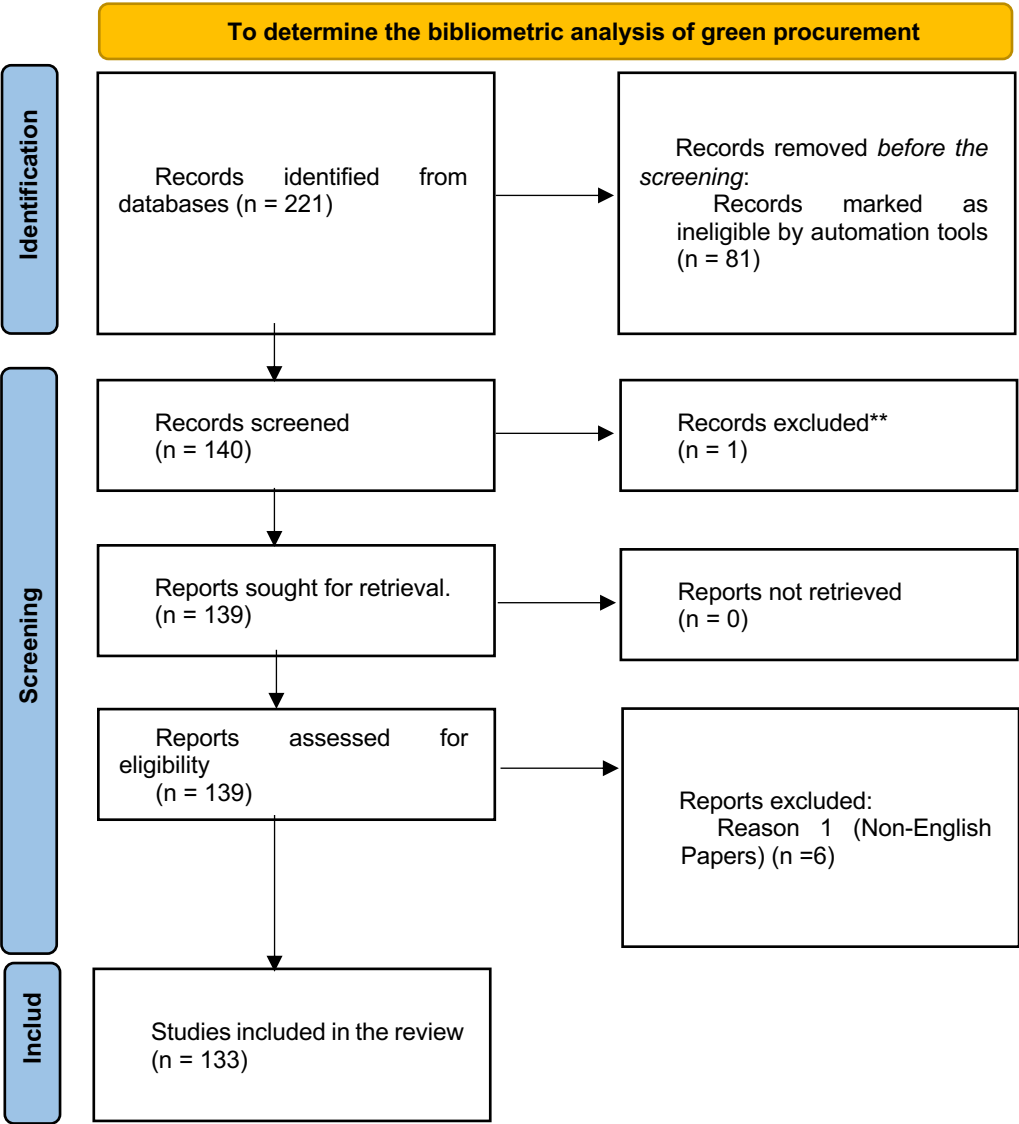 To determine the bibliometric analysis of green procurement
Identification
Records identified from
databases (n = 221)
Records removed before the
screening:
Records marked as
ineligible by automation tools
(n = 81)
Screening
Records screened
(n = 140)
Records excluded**
(n = 1)
Reports sought for retrieval.
(n = 139)
Reports not retrieved
(n = 0)
Reports assessed for
eligibility
(n = 139)
Reports excluded:
Reason 1 (Non-English
Papers) (n =6)
Includ
Studies included in the review
(n = 133)